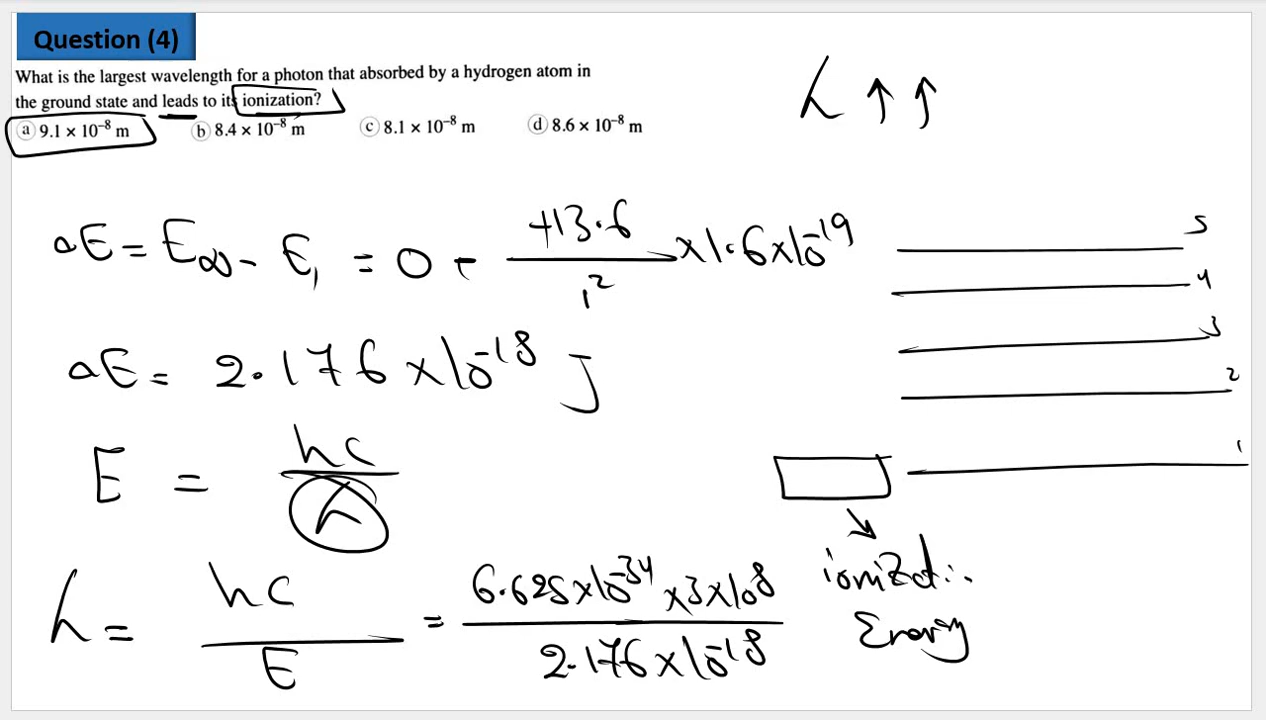 Question (4)
What is the largest wavelength for a photon that absorbed by a hydrogen atom in
the ground state and leads to its ionization?
a 9.1 × 10⁻⁸ m b 8.4 × 10⁻⁸ m c 8.1 × 10⁻⁸ m d 8.6 × 10⁻⁸ m
λ ↑ ↑
ΔE = E∞ - E₁ = 0 - +13.6 / 1² × 1.6 × 10⁻¹⁹
5
4
3
2
1
ΔE = 2.176 × 10⁻¹⁸ J
E = hc / λ
λ = hc / E = 6.625 × 10⁻³⁴ × 3 × 10⁸ / 2.176 × 10⁻¹⁸
Energy